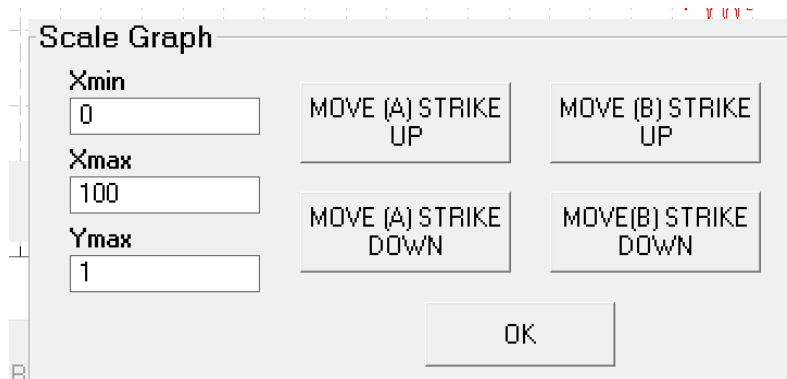 Scale Graph
Xmin
0
Xmax
100
Ymax
1
MOVE (A) STRIKE
UP
MOVE (B) STRIKE
UP
MOVE (A) STRIKE
DOWN
MOVE(B) STRIKE
DOWN
OK
B